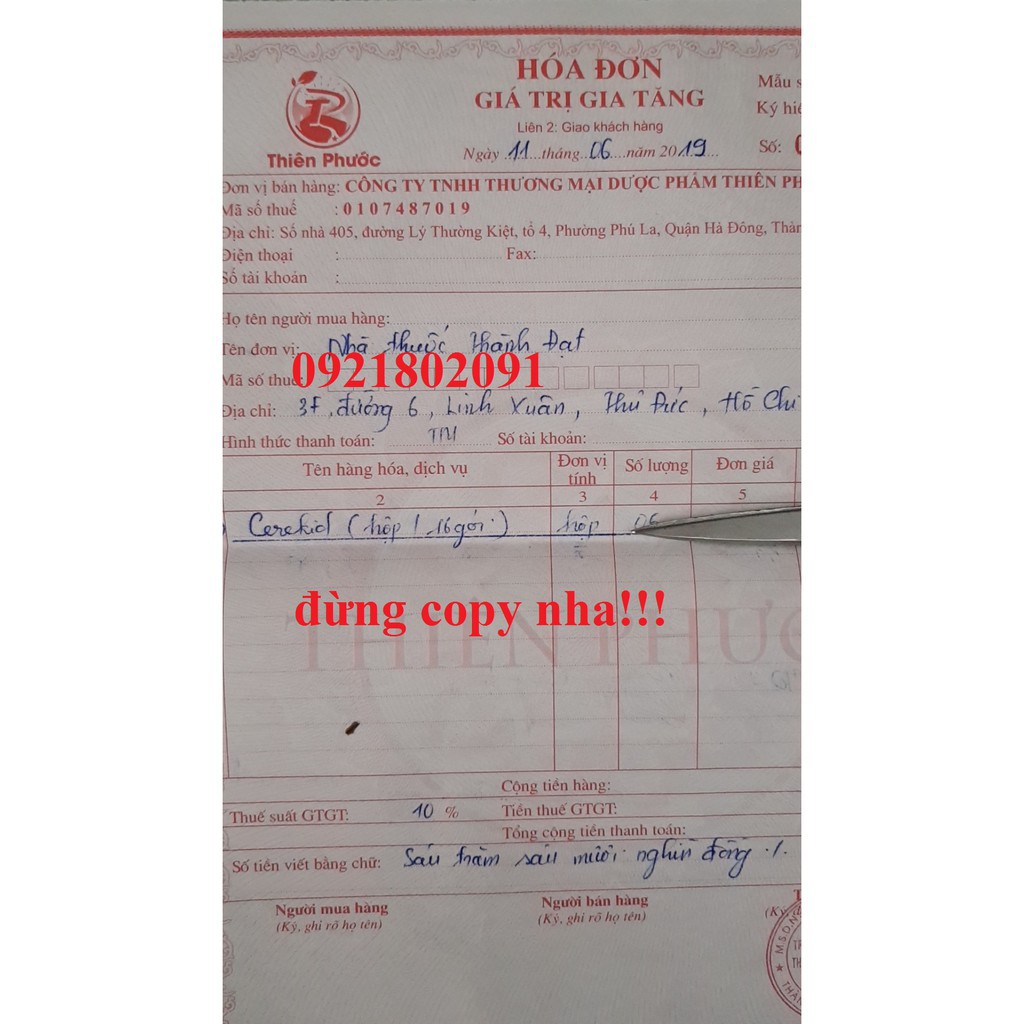 HÓA ĐƠN
GIÁ TRỊ GIA TĂNG
Liên 2: Giao khách hàng
Ngày 11 tháng 06 năm 2019
Mẫu s
Ký hiệ
Số: 0
Thiên Phước
Đơn vị bán hàng: CÔNG TY TNHH THƯƠNG MẠI DƯỢC PHẨM THIÊN PH
Mã số thuế : 0107487019
Địa chỉ: Số nhà 405, đường Lý Thường Kiệt, tổ 4, Phường Phú La, Quận Hà Đông, Thàn
Điện thoại : Fax:
Số tài khoản :
Họ tên người mua hàng:
Tên đơn vị: Nhà thuốc Thành Đạt
Mã số thuế
0921802091
Địa chỉ: 3F, đường 6, Linh Xuân, Thủ Đức, Hồ Chí
Hình thức thanh toán: TM Số tài khoản:
Tên hàng hóa, dịch vụ Đơn vị tính Số lượng Đơn giá
2 3 4 5
Cerekid (hộp / 16 gói) hộp 06
đừng copy nha!!!
THIÊN PHƯỚ
Cộng tiền hàng:
Thuế suất GTGT: 10 % Tiền thuế GTGT:
Tổng cộng tiền thanh toán:
Số tiền viết bằng chữ: Sáu trăm sáu mươi nghìn đồng ./.
Người mua hàng Người bán hàng
(Ký, ghi rõ họ tên) (Ký, ghi rõ họ tên) (Ký,
M.S.D.N